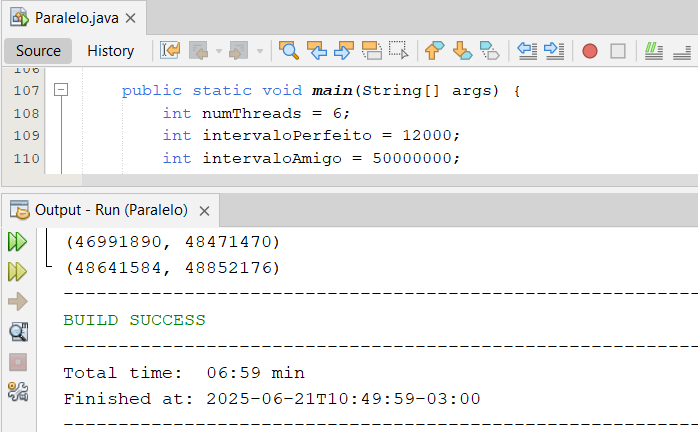 Paralelo.java ×
Source History
106
107 public static void main(String[] args) {
108 int numThreads = 6;
109 int intervaloPerfeito = 12000;
110 int intervaloAmigo = 50000000;
Output - Run (Paralelo) ×
(46991890, 48471470)
(48641584, 48852176)
------------------------------------------------------------
BUILD SUCCESS
------------------------------------------------------------
Total time:  06:59 min
Finished at: 2025-06-21T10:49:59-03:00
------------------------------------------------------------